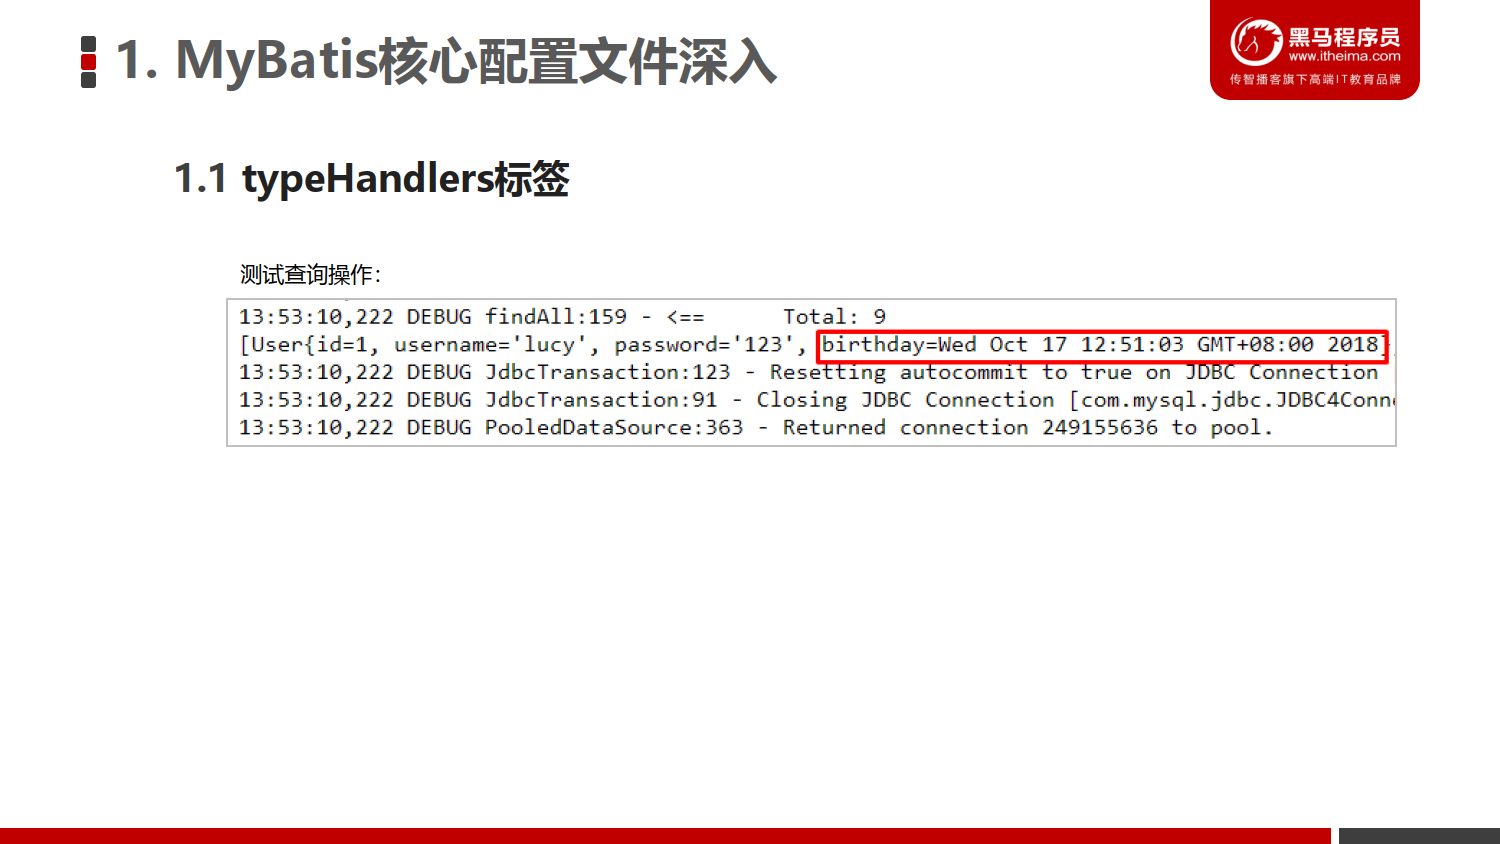 1. MyBatis核心配置文件深入
黑马程序员
www.itheima.com
传智播客旗下高端IT教育品牌
1.1 typeHandlers标签
测试查询操作:
13:53:10,222 DEBUG findAll:159 - <==      Total: 9
[User{id=1, username='lucy', password='123', birthday=Wed Oct 17 12:51:03 GMT+08:00 2018}
13:53:10,222 DEBUG JdbcTransaction:123 - Resetting autocommit to true on JDBC Connection
13:53:10,222 DEBUG JdbcTransaction:91 - Closing JDBC Connection [com.mysql.jdbc.JDBC4Conn
13:53:10,222 DEBUG PooledDataSource:363 - Returned connection 249155636 to pool.